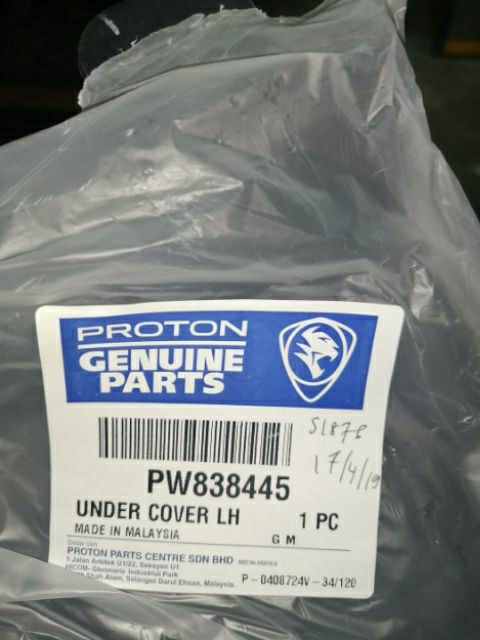 PROTON
GENUINE
PARTS
S1878
17/4/19
PW838445
UNDER COVER LH 1 PC
MADE IN MALAYSIA G M
Diedar oleh
PROTON PARTS CENTRE SDN BHD
1 Jalan Arkitek U1/22, Seksyen U1
HICOM- Glenmarie Industrial Park
Shah Alam, Selangor Darul Ehsan, Malaysia. P-0408724V-34/120